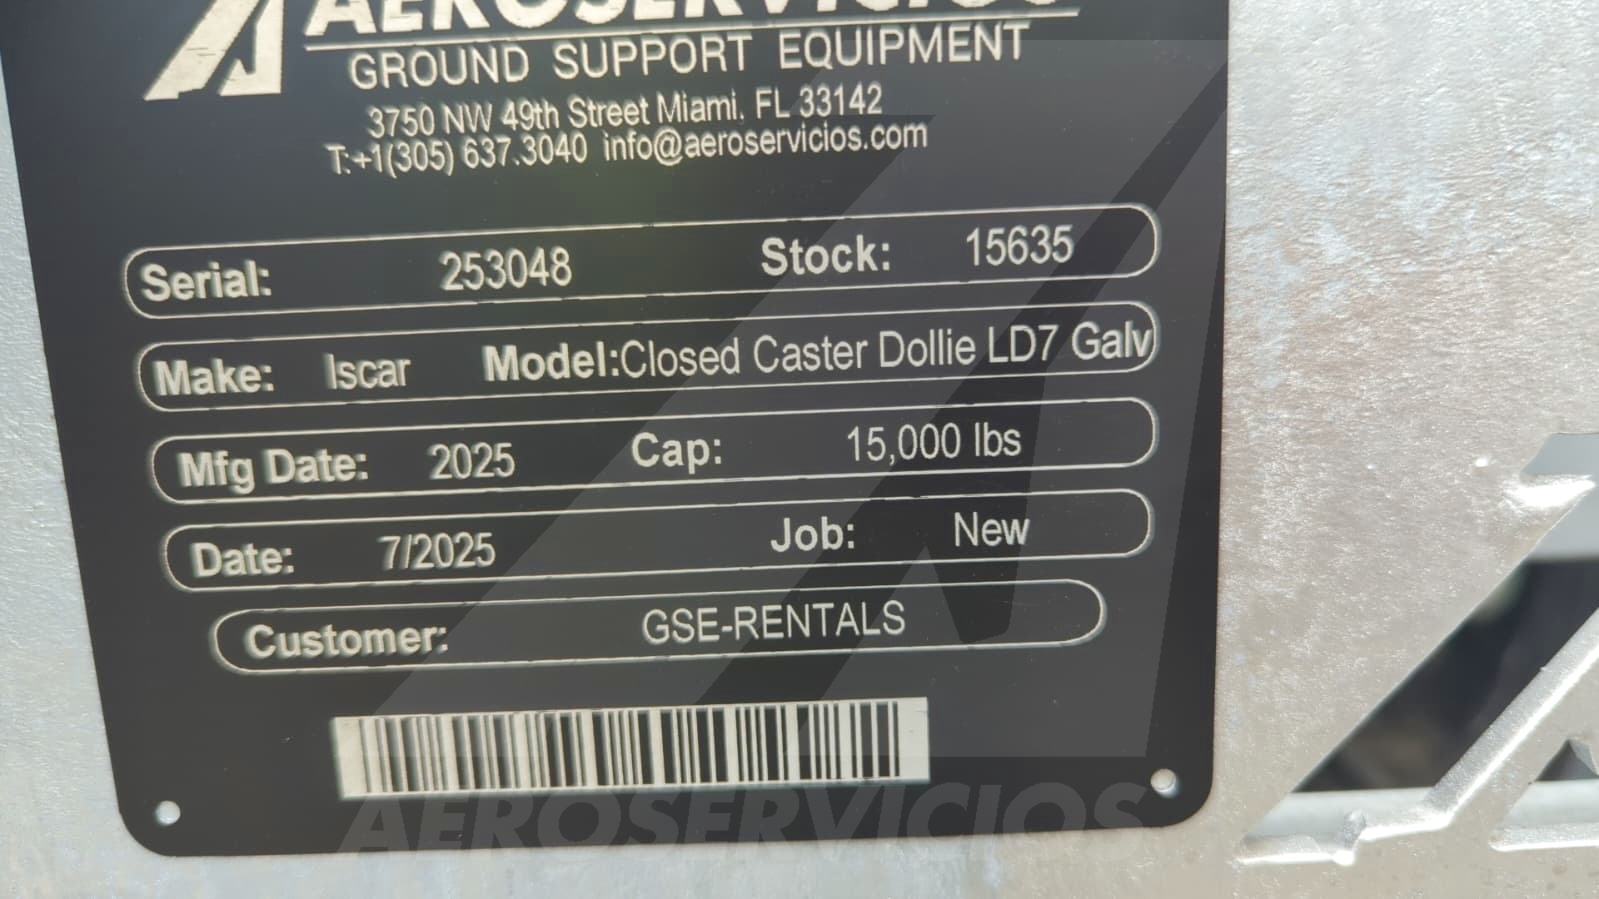 AEROSERVICIOS
GROUND SUPPORT EQUIPMENT
3750 NW 49th Street Miami, FL 33142
T:+1(305) 637.3040 info@aeroservicios.com
Serial: 253048 Stock: 15635
Make: Iscar Model:Closed Caster Dollie LD7 Galv
Mfg Date: 2025 Cap: 15,000 lbs
Date: 7/2025 Job: New
Customer: GSE-RENTALS
AEROSERVICIOS